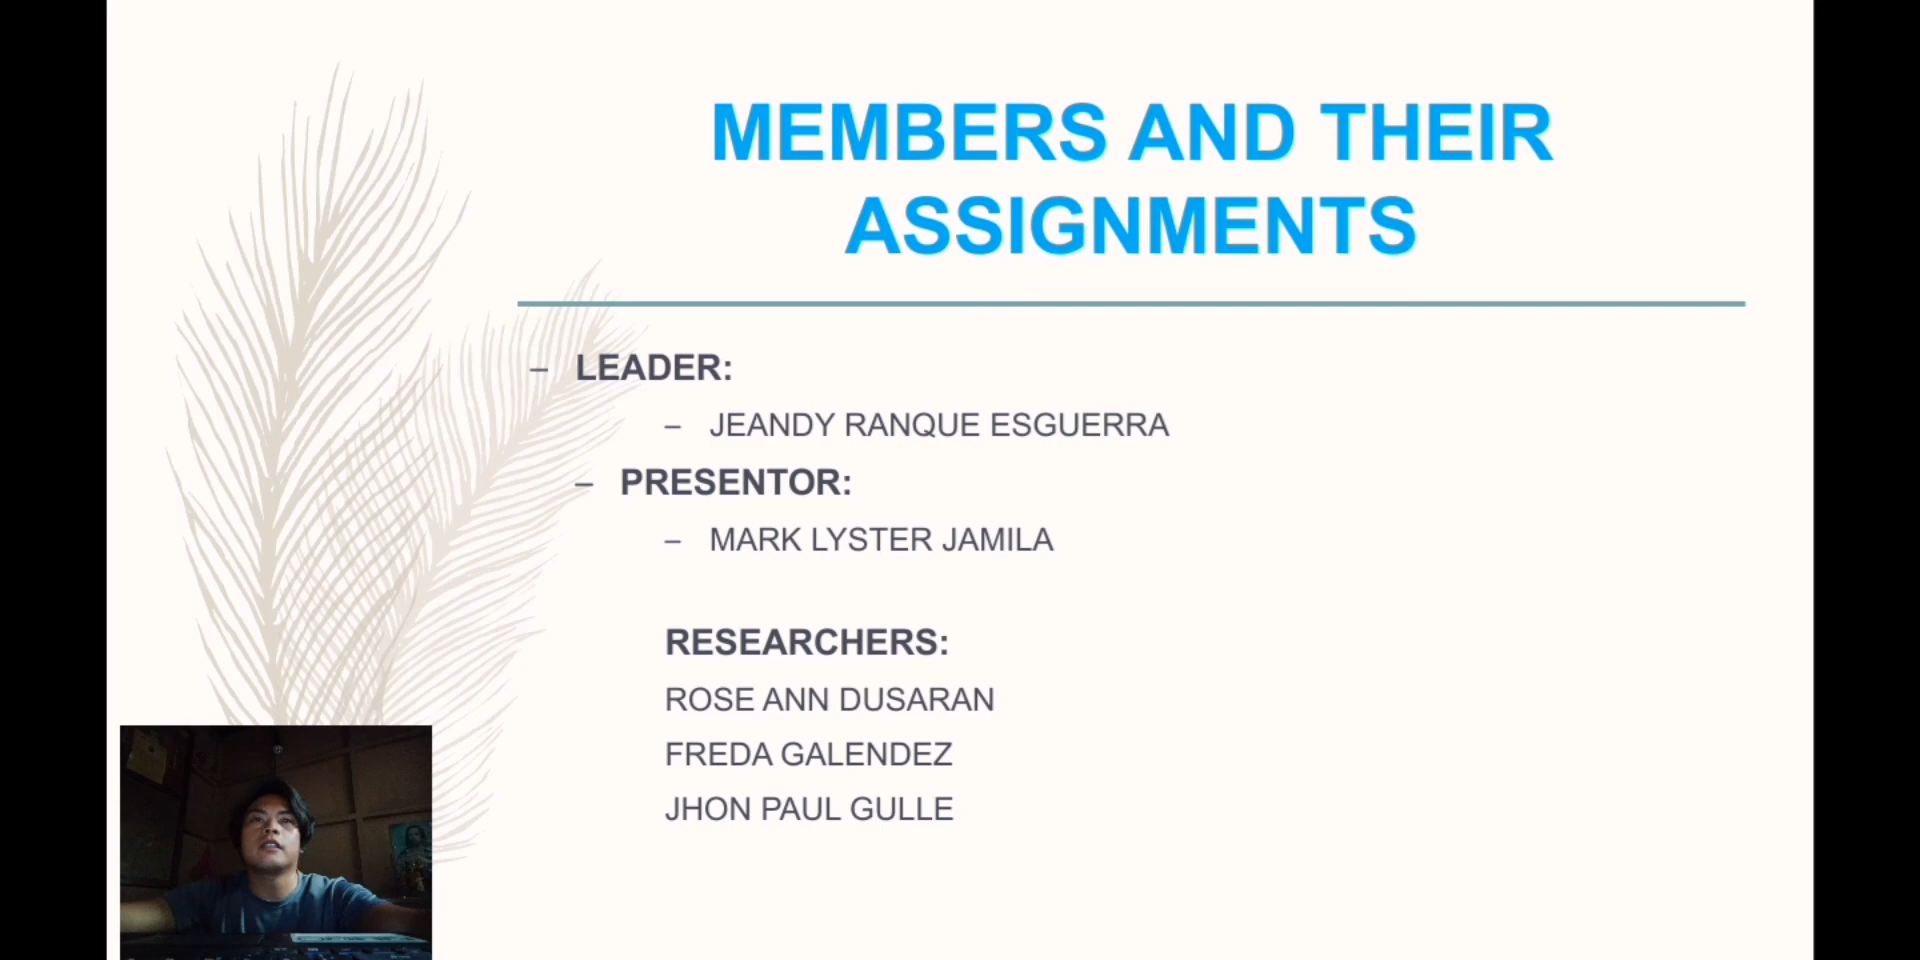 MEMBERS AND THEIR
ASSIGNMENTS
– LEADER:
– JEANDY RANQUE ESGUERRA
– PRESENTOR:
– MARK LYSTER JAMILA
RESEARCHERS:
ROSE ANN DUSARAN
FREDA GALENDEZ
JHON PAUL GULLE